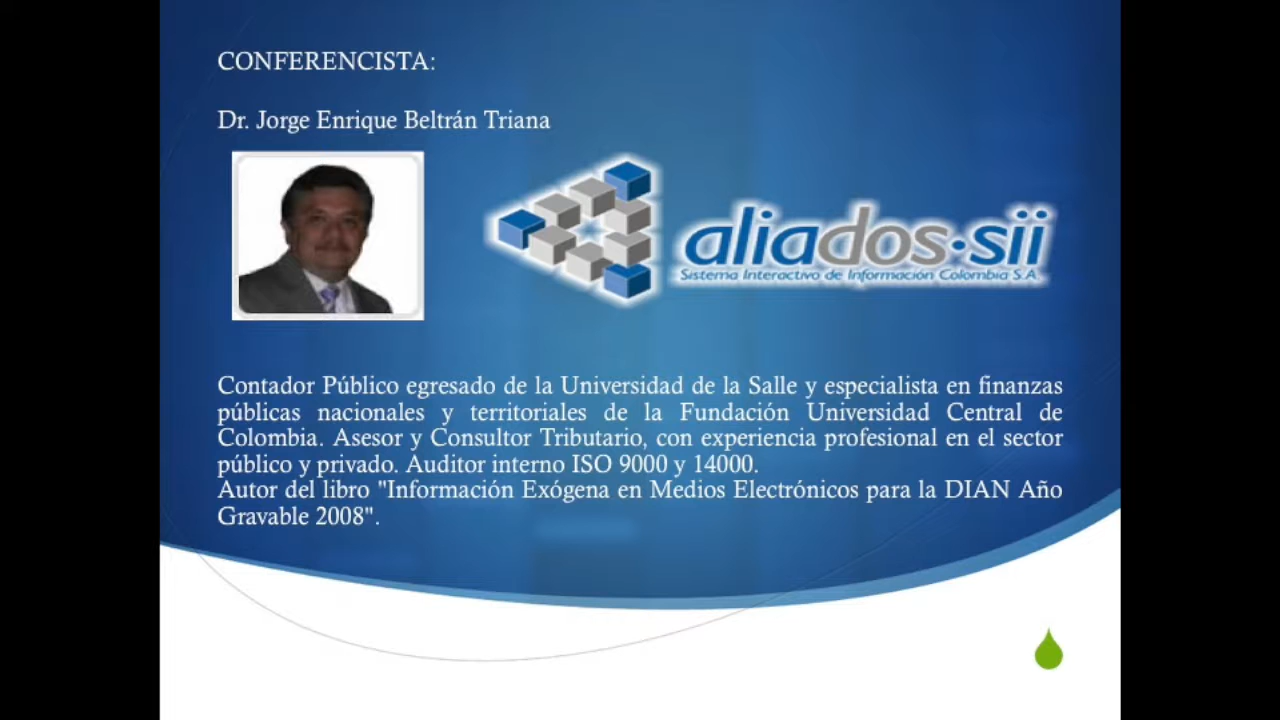 CONFERENCISTA:
Dr. Jorge Enrique Beltrán Triana
aliados·sii
Sistema Interactivo de Información Colombia S.A.
Contador Público egresado de la Universidad de la Salle y especialista en finanzas
públicas nacionales y territoriales de la Fundación Universidad Central de
Colombia. Asesor y Consultor Tributario, con experiencia profesional en el sector
público y privado. Auditor interno ISO 9000 y 14000.
Autor del libro "Información Exógena en Medios Electrónicos para la DIAN Año
Gravable 2008".